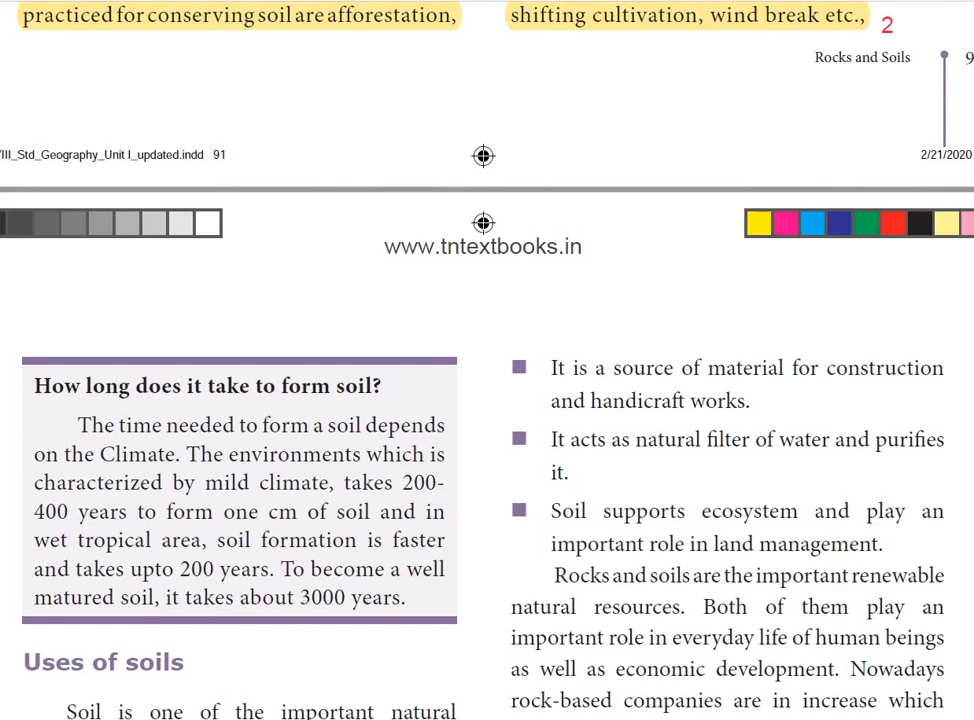 practiced for conserving soil are afforestation,
shifting cultivation, wind break etc.,
2
Rocks and Soils
9
VIII_Std_Geography_Unit I_updated.indd 91
2/21/2020
www.tntextbooks.in
How long does it take to form soil?
The time needed to form a soil depends
on the Climate. The environments which is
characterized by mild climate, takes 200-
400 years to form one cm of soil and in
wet tropical area, soil formation is faster
and takes upto 200 years. To become a well
matured soil, it takes about 3000 years.
Uses of soils
Soil is one of the important natural
It is a source of material for construction
and handicraft works.
It acts as natural filter of water and purifies
it.
Soil supports ecosystem and play an
important role in land management.
Rocks and soils are the important renewable
natural resources. Both of them play an
important role in everyday life of human beings
as well as economic development. Nowadays
rock-based companies are in increase which